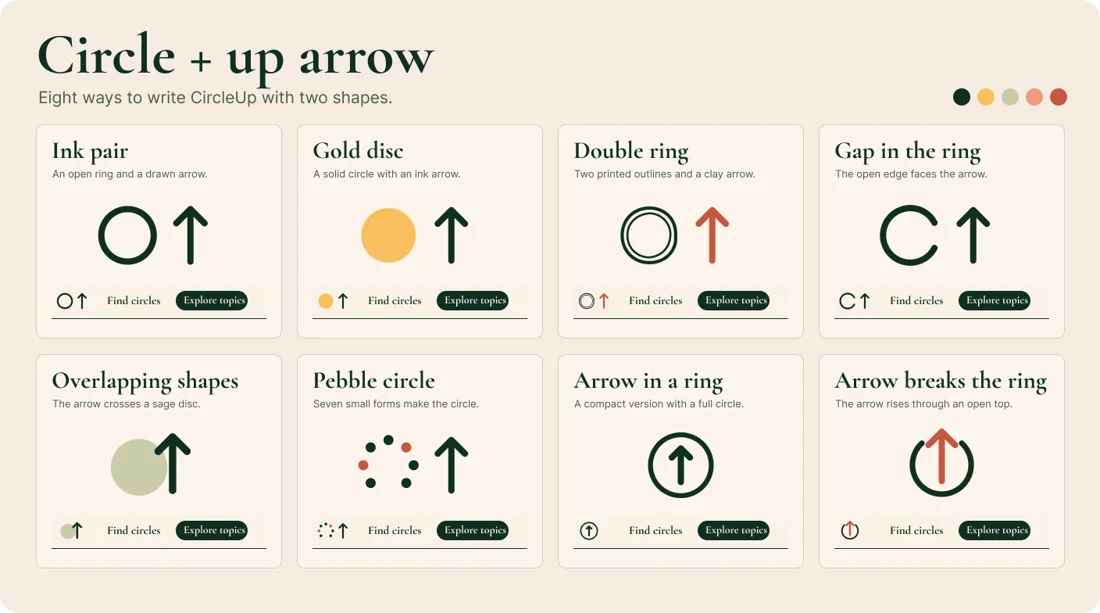 Circle + up arrow
Eight ways to write CircleUp with two shapes.
Ink pair
An open ring and a drawn arrow.
Find circles
Explore topics
Gold disc
A solid circle with an ink arrow.
Find circles
Explore topics
Double ring
Two printed outlines and a clay arrow.
Find circles
Explore topics
Gap in the ring
The open edge faces the arrow.
Find circles
Explore topics
Overlapping shapes
The arrow crosses a sage disc.
Find circles
Explore topics
Pebble circle
Seven small forms make the circle.
Find circles
Explore topics
Arrow in a ring
A compact version with a full circle.
Find circles
Explore topics
Arrow breaks the ring
The arrow rises through an open top.
Find circles
Explore topics